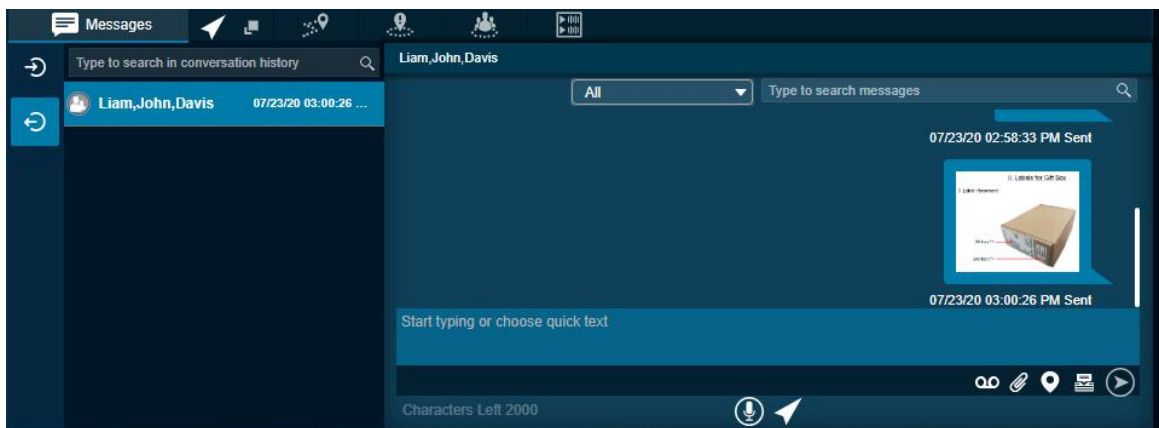 Messages
Type to search in conversation history
Liam,John,Davis
Liam,John,Davis 07/23/20 03:00:26 ...
All
Type to search messages
07/23/20 02:58:33 PM Sent
Labels for Gift Box
07/23/20 03:00:26 PM Sent
Start typing or choose quick text
Characters Left 2000